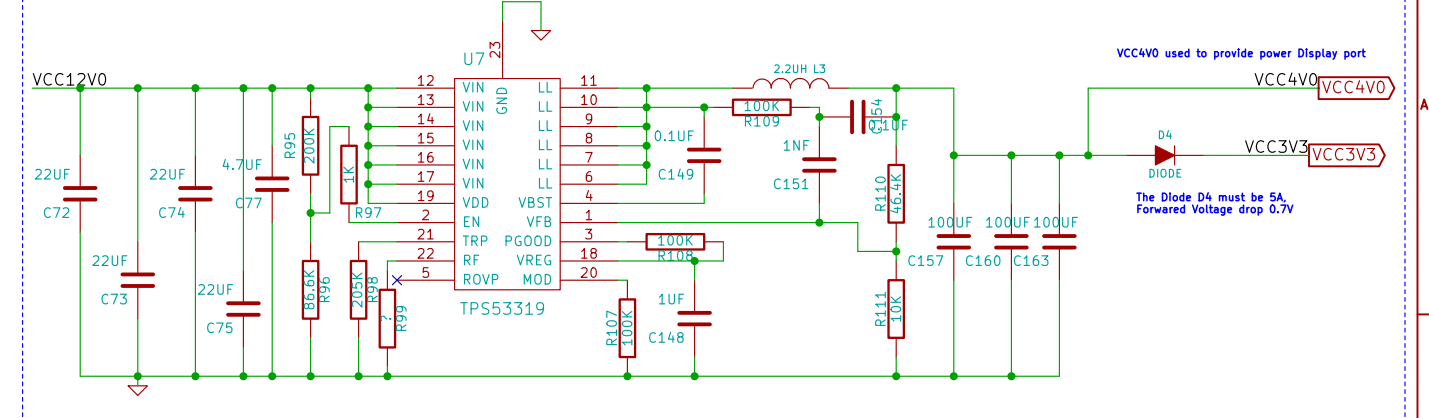 VCC4V0 used to provide power Display port
VCC12V0
VCC4V0
VCC4V0
VCC3V3
VCC3V3
D4
DIODE
The DIode D4 must be 5A,
Forwared Voltage drop 0.7V
A
U7
TPS53319
23
GND
12 VIN
13 VIN
14 VIN
15 VIN
16 VIN
17 VIN
19 VDD
2 EN
21 TRP
22 RF
5 ROVP
LL 11
LL 10
LL 9
LL 8
LL 7
LL 6
VBST 4
VFB 1
PGOOD 3
VREG 18
MOD 20
22UF
C72
22UF
C73
22UF
C74
22UF
C75
4.7UF
C77
R95
200K
86.6K
R96
1K
R97
205K
R98
?
R99
2.2UH L3
100K
R109
0.1UF
C149
1NF
C151
C154
0.1UF
R110
46.4K
R111
10K
100K
R108
1UF
C148
R107
100K
100UF
C157
100UF
C160
100UF
C163